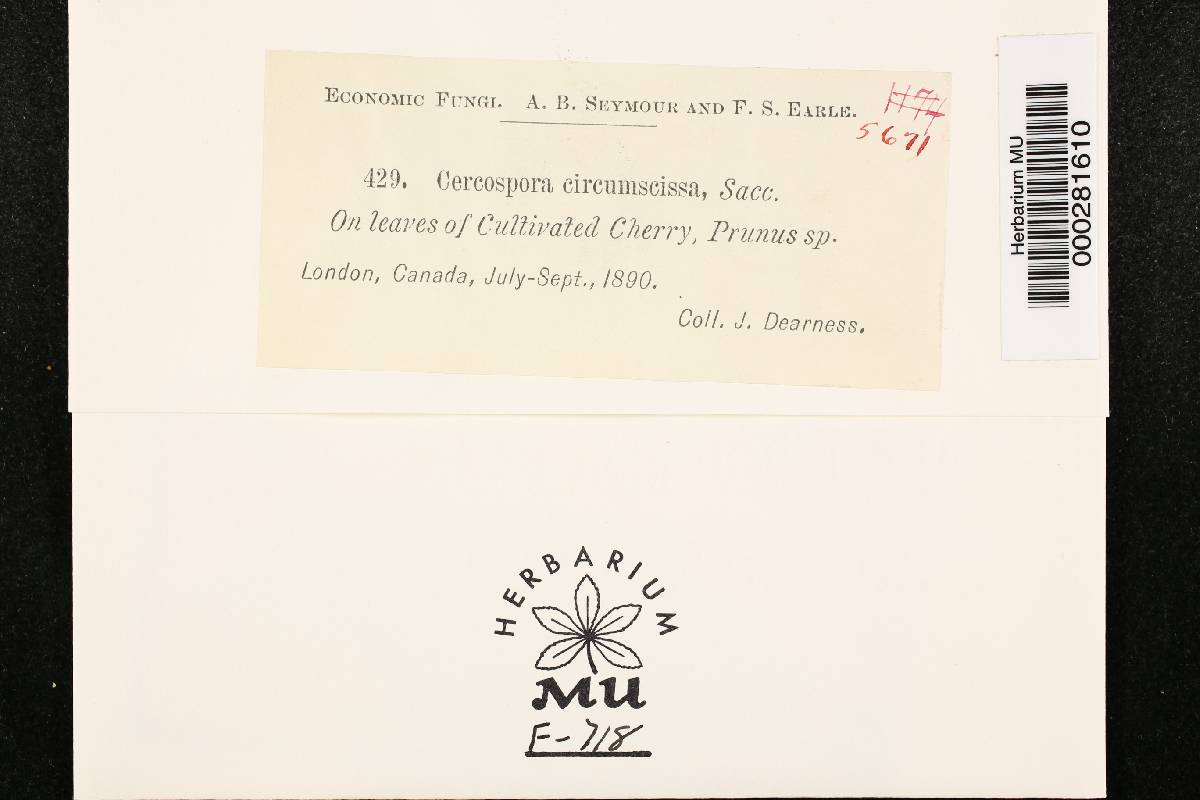 ECONOMIC FUNGI. A. B. SEYMOUR AND F. S. EARLE.
5671
429. Cercospora circumscissa, Sacc.
On leaves of Cultivated Cherry, Prunus sp.
London, Canada, July-Sept., 1890.
Coll. J. Dearness.
Herbarium MU
000281610
HERBARIUM
MU
F-718